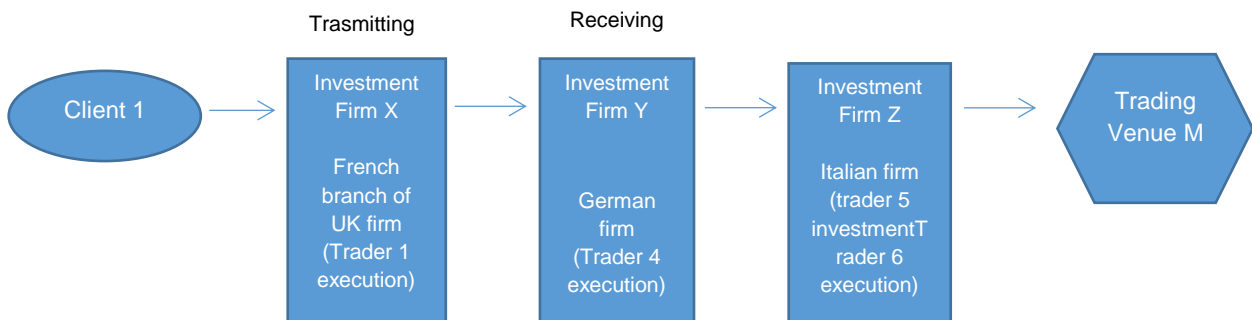 Trasmitting
Receiving
Client 1
Investment
Firm X
French
branch of
UK firm
(Trader 1
execution)
Investment
Firm Y
German
firm
(Trader 4
execution)
Investment
Firm Z
Italian firm
(trader 5
investmentT
rader 6
execution)
Trading
Venue M